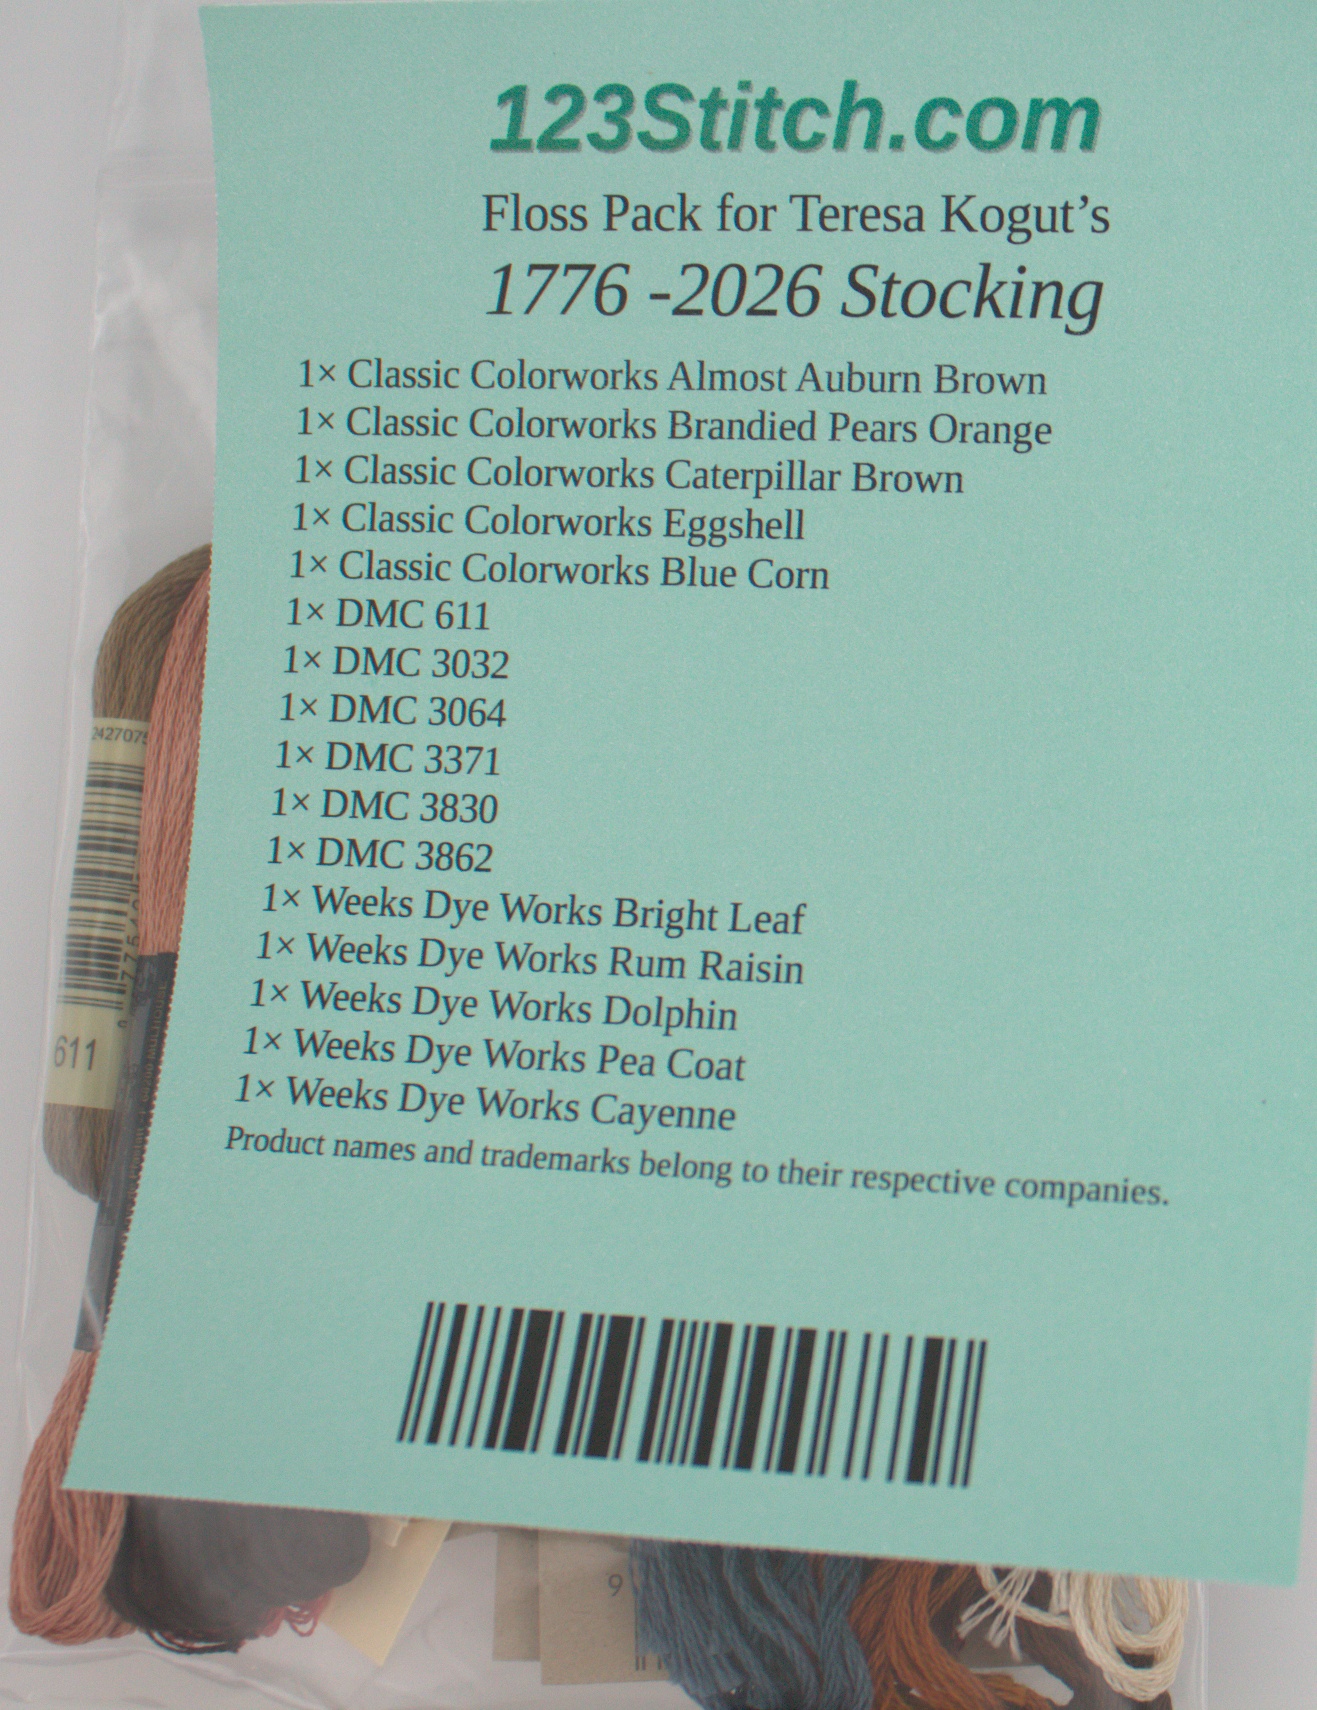 123Stitch.com
Floss Pack for Teresa Kogut’s
1776 -2026 Stocking
1× Classic Colorworks Almost Auburn Brown
1× Classic Colorworks Brandied Pears Orange
1× Classic Colorworks Caterpillar Brown
1× Classic Colorworks Eggshell
1× Classic Colorworks Blue Corn
1× DMC 611
1× DMC 3032
1× DMC 3064
1× DMC 3371
1× DMC 3830
1× DMC 3862
1× Weeks Dye Works Bright Leaf
1× Weeks Dye Works Rum Raisin
1× Weeks Dye Works Dolphin
1× Weeks Dye Works Pea Coat
1× Weeks Dye Works Cayenne
Product names and trademarks belong to their respective companies.
611
9